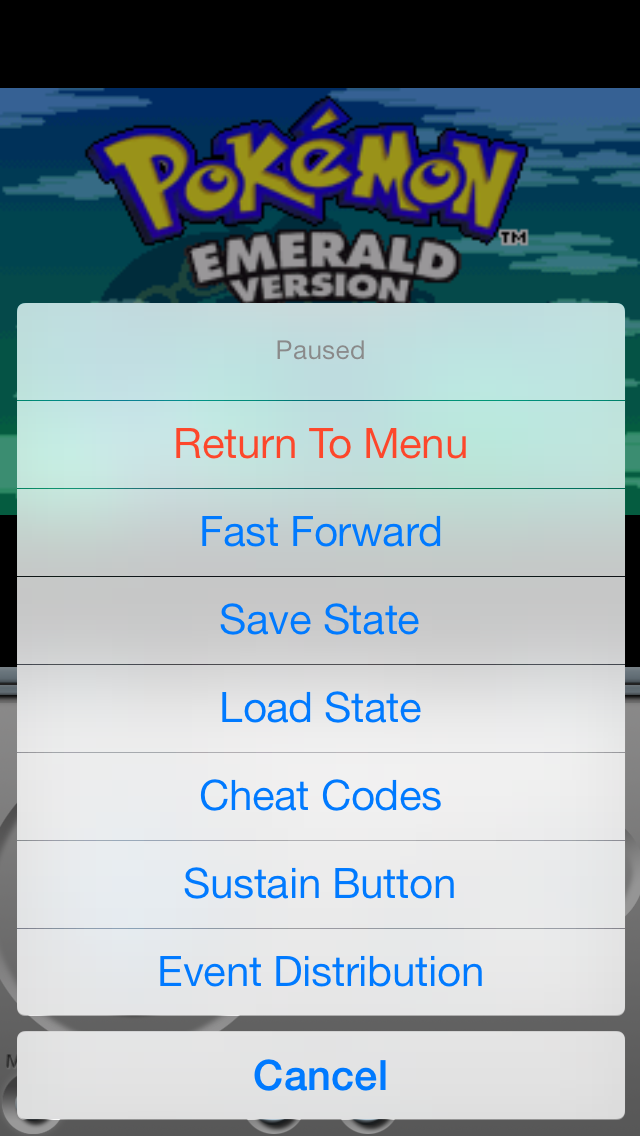 POKéMON
TM
EMERALD
VERSION
Paused
Return To Menu
Fast Forward
Save State
Load State
Cheat Codes
Sustain Button
Event Distribution
M
Cancel